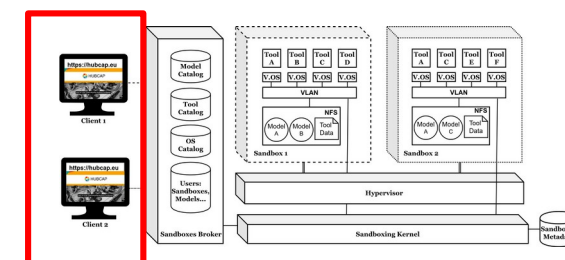 https://hubcap.eu
HUBCAP
Client 1
https://hubcap.eu
HUBCAP
Client 2
Model
Catalog
Tool
Catalog
OS
Catalog
Users:
Sandboxes,
Models...
Sandboxes Broker
Tool
A
Tool
B
Tool
C
Tool
D
V.OS
V.OS
V.OS
V.OS
VLAN
NFS
Model
A
Model
B
Tool
Data
Sandbox 1
Tool
A
Tool
C
Tool
E
Tool
F
V.OS
V.OS
V.OS
V.OS
VLAN
NFS
Model
A
Model
C
Tool
Data
Sandbox 2
Hypervisor
Sandboxing Kernel
Sandbo
Metada